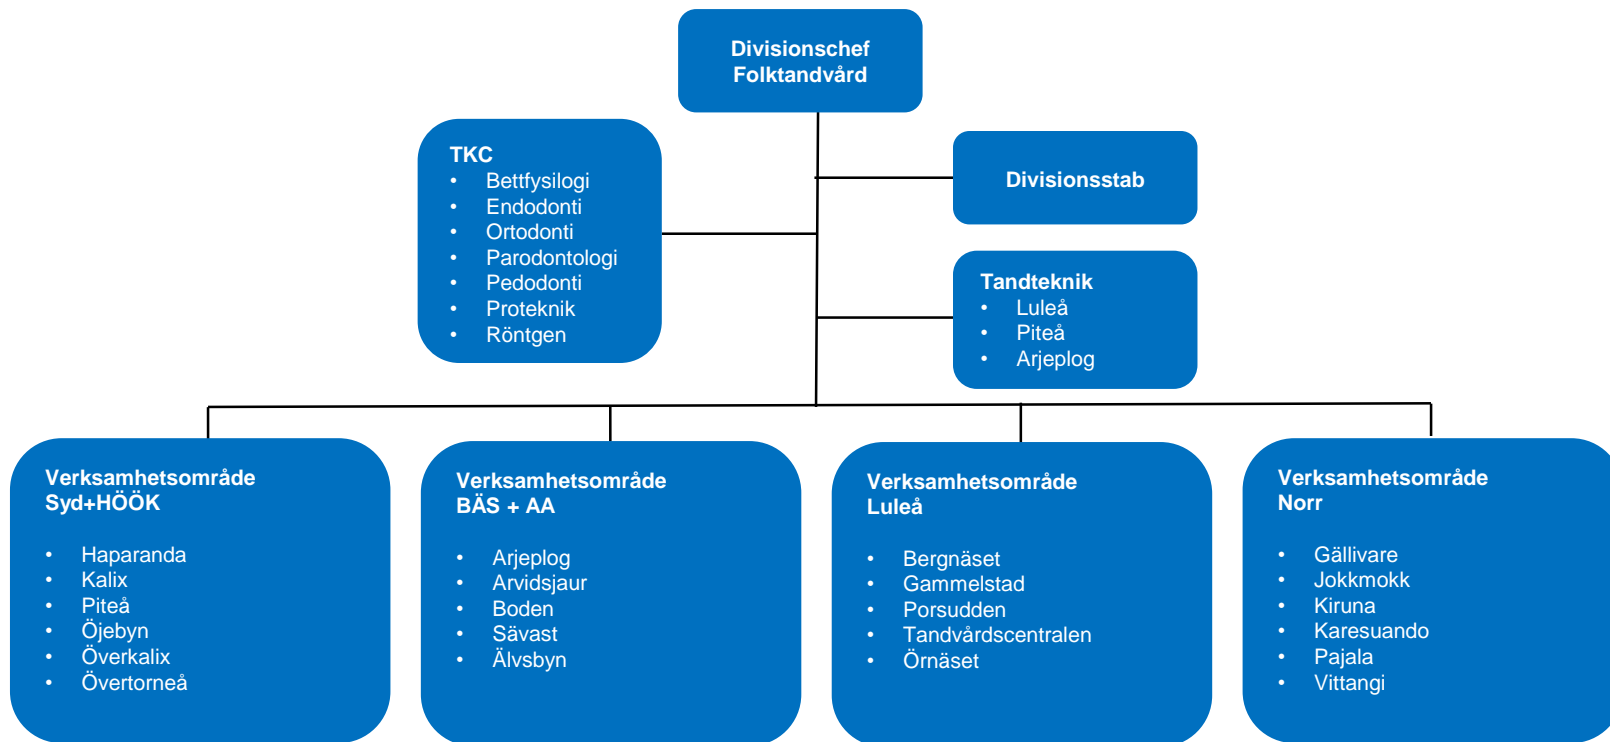 Divisionschef
Folktandvård
TKC
• Bettfysilogi
• Endodonti
• Ortodonti
• Parodontologi
• Pedodonti
• Proteknik
• Röntgen
Divisionsstab
Tandteknik
• Luleå
• Piteå
• Arjeplog
Verksamhetsområde
Syd+HÖÖK
• Haparanda
• Kalix
• Piteå
• Öjebyn
• Överkalix
• Övertorneå
Verksamhetsområde
BÄS + AA
• Arjeplog
• Arvidsjaur
• Boden
• Sävast
• Älvsbyn
Verksamhetsområde
Luleå
• Bergnäset
• Gammelstad
• Porsudden
• Tandvårdscentralen
• Örnäset
Verksamhetsområde
Norr
• Gällivare
• Jokkmokk
• Kiruna
• Karesuando
• Pajala
• Vittangi